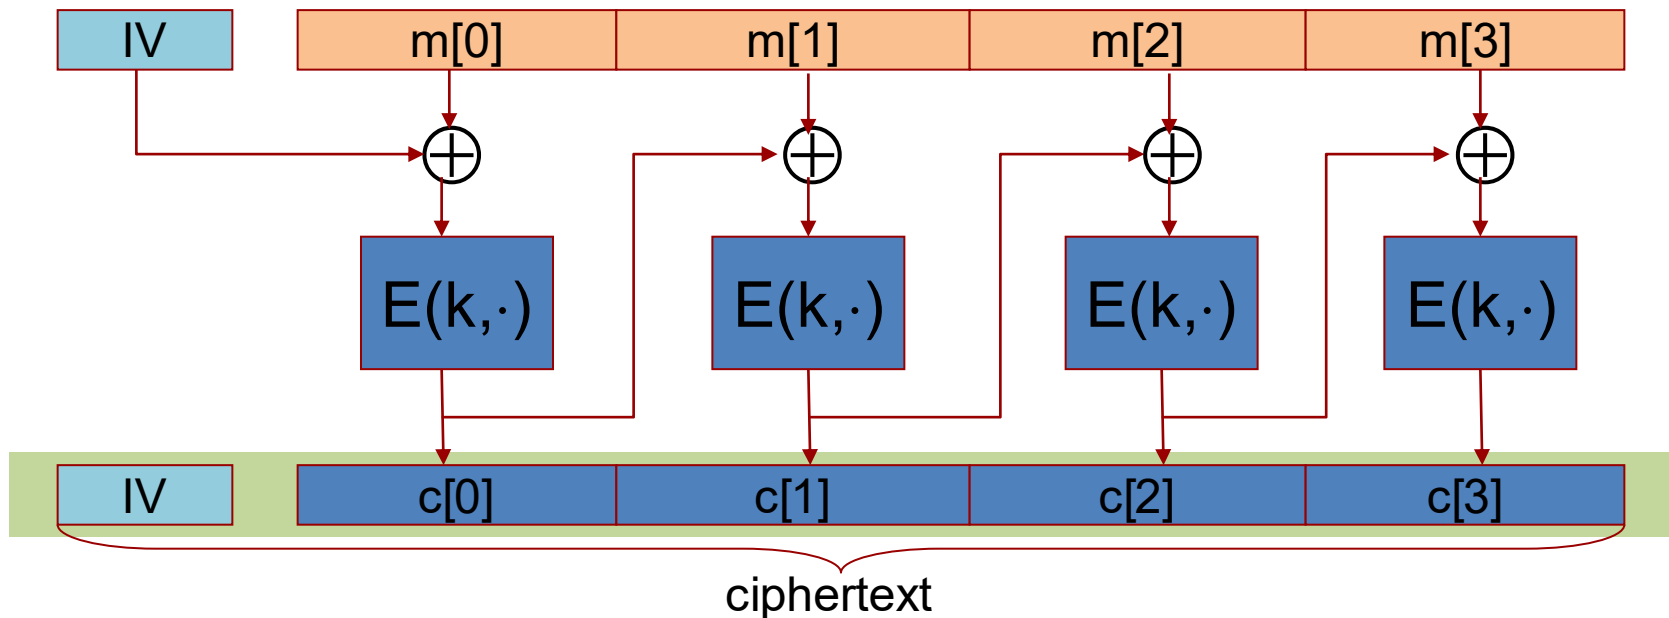 IV m[0] m[1] m[2] m[3]
E(k,·) E(k,·) E(k,·) E(k,·)
IV c[0] c[1] c[2] c[3]
ciphertext